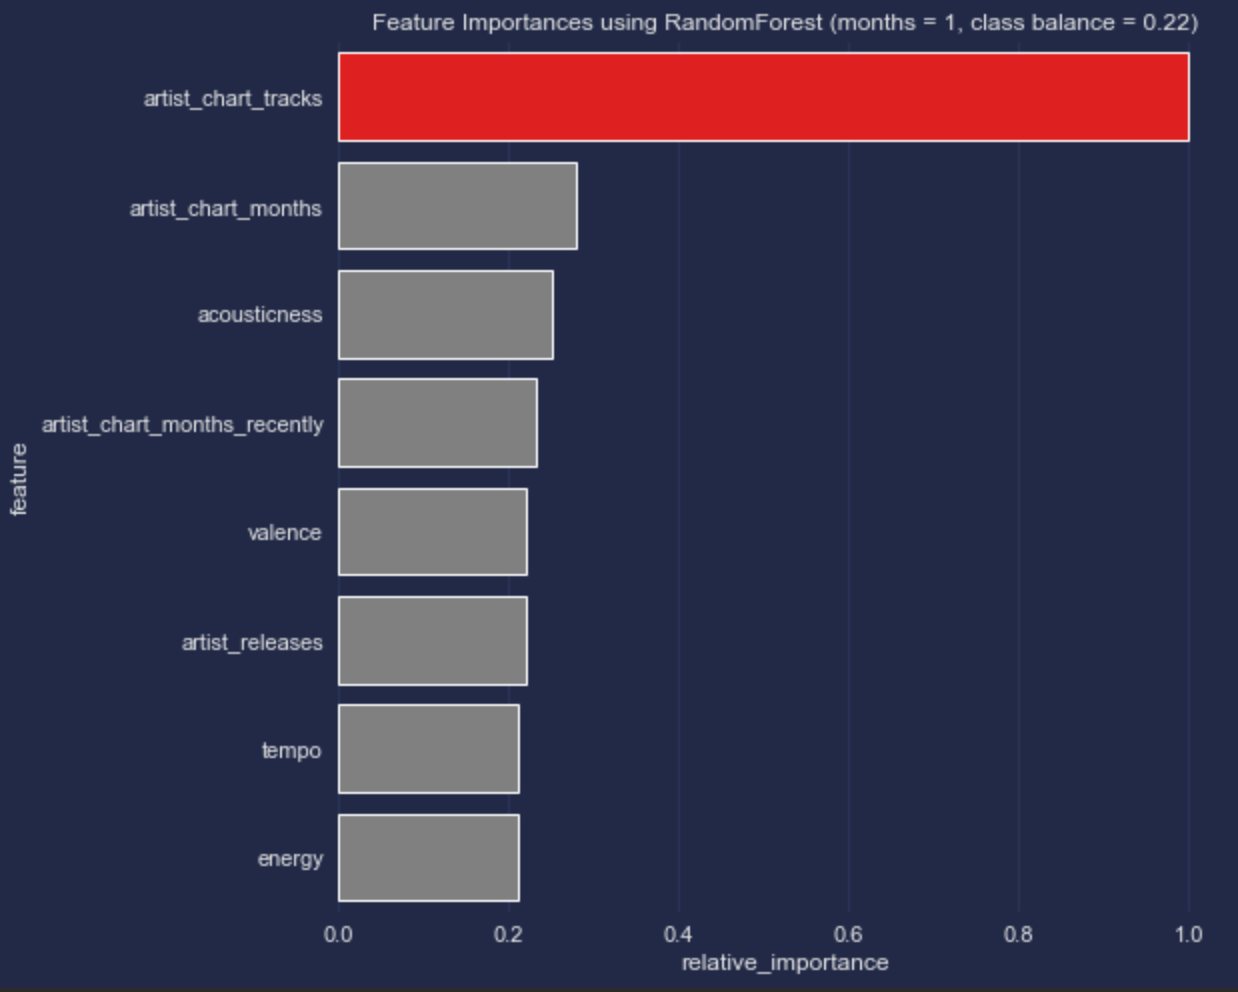 Feature Importances using RandomForest (months = 1, class balance = 0.22)
artist_chart_tracks
artist_chart_months
acousticness
artist_chart_months_recently
valence
artist_releases
tempo
energy
feature
0.0 0.2 0.4 0.6 0.8 1.0
relative_importance